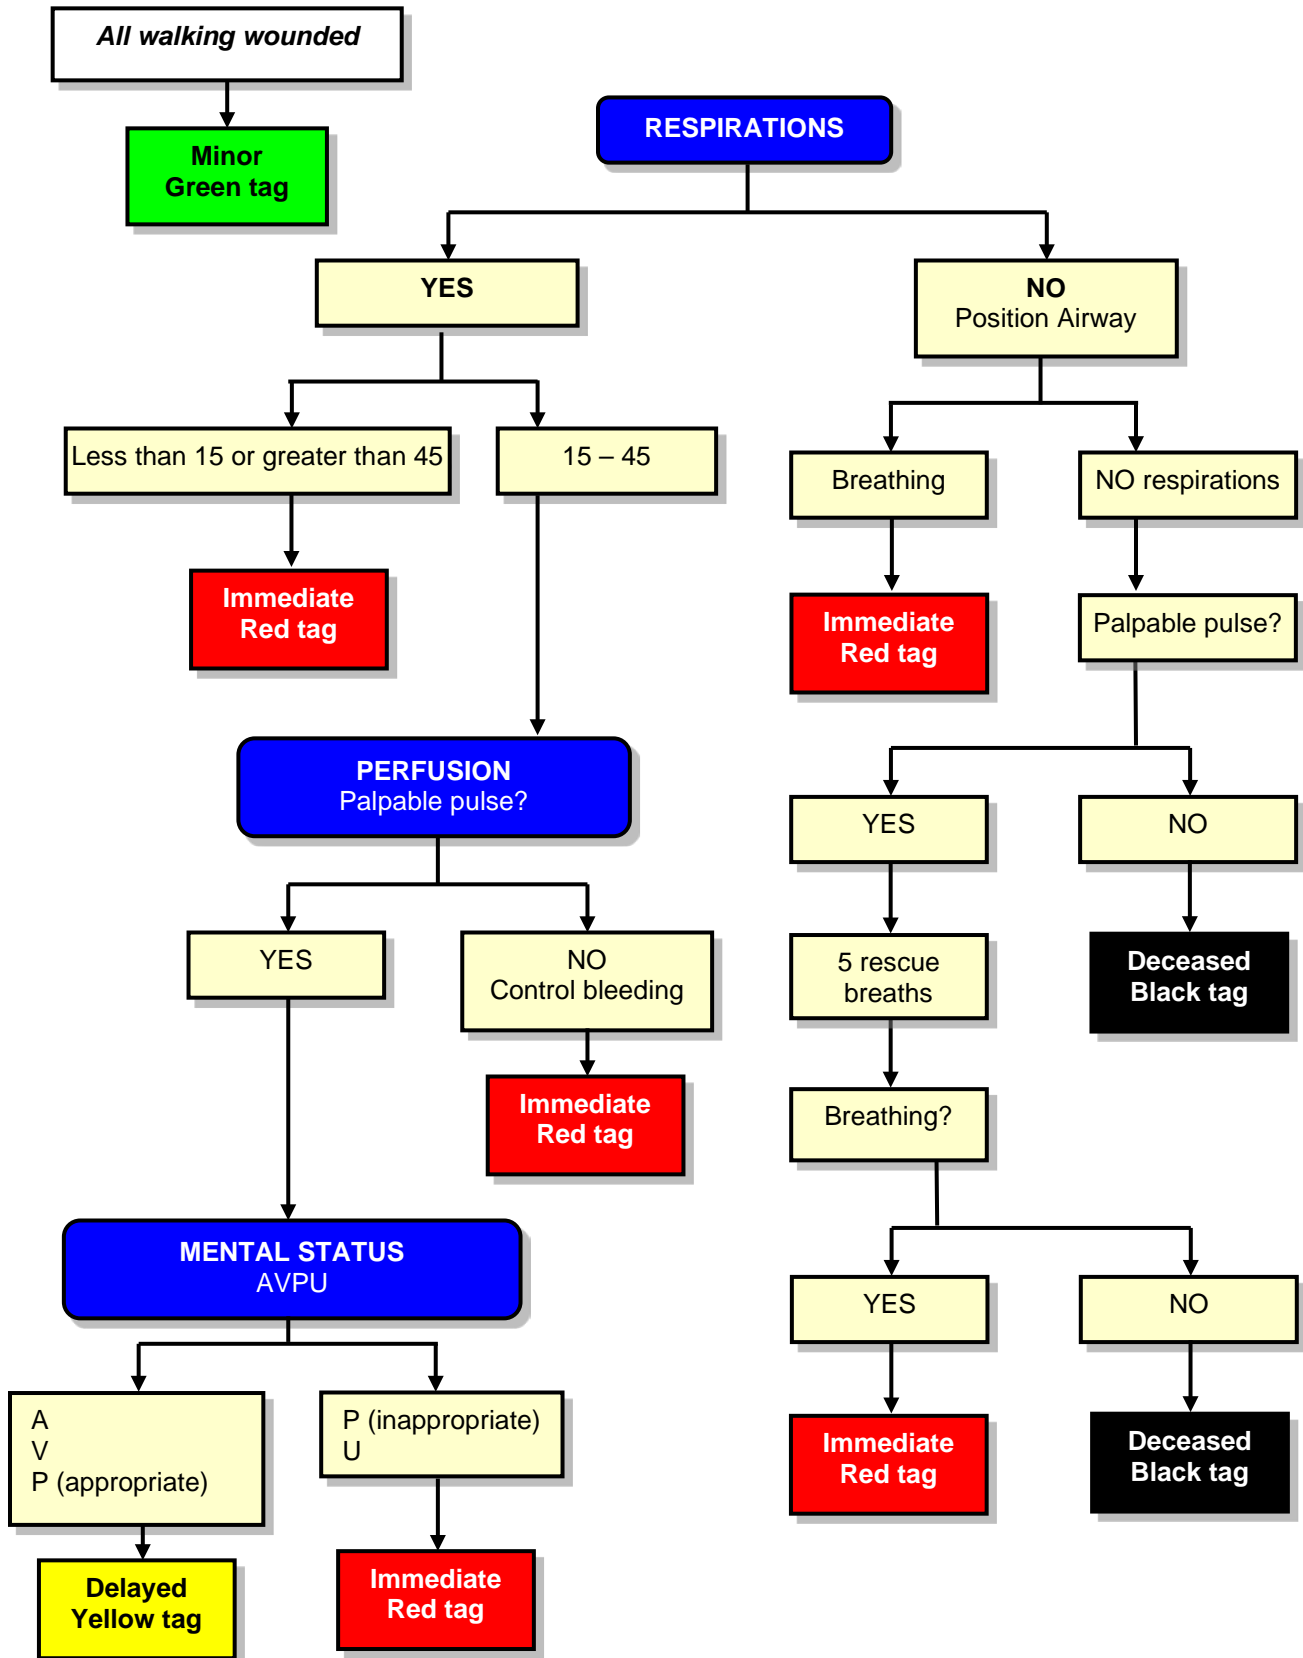 All walking wounded
Minor
Green tag
RESPIRATIONS
YES
NO
Position Airway
Less than 15 or greater than 45
15 – 45
Breathing
NO respirations
Immediate
Red tag
Immediate
Red tag
Palpable pulse?
PERFUSION
Palpable pulse?
YES
NO
YES
NO
Control bleeding
5 rescue
breaths
Deceased
Black tag
Immediate
Red tag
Breathing?
MENTAL STATUS
AVPU
YES
NO
A
V
P (appropriate)
P (inappropriate)
U
Immediate
Red tag
Deceased
Black tag
Delayed
Yellow tag
Immediate
Red tag